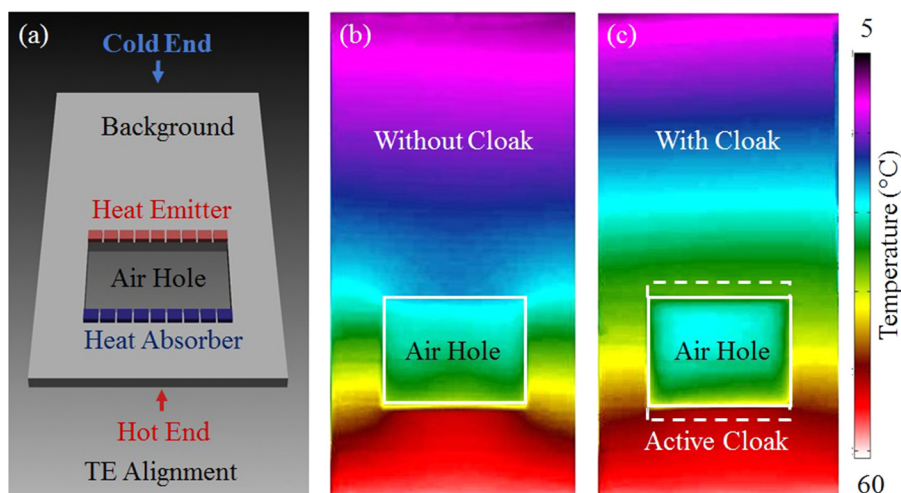 (a)
Cold End
Background
Heat Emitter
Air Hole
Heat Absorber
Hot End
TE Alignment
(b)
Without Cloak
Air Hole
(c)
With Cloak
Air Hole
Active Cloak
5
Temperature (°C)
60